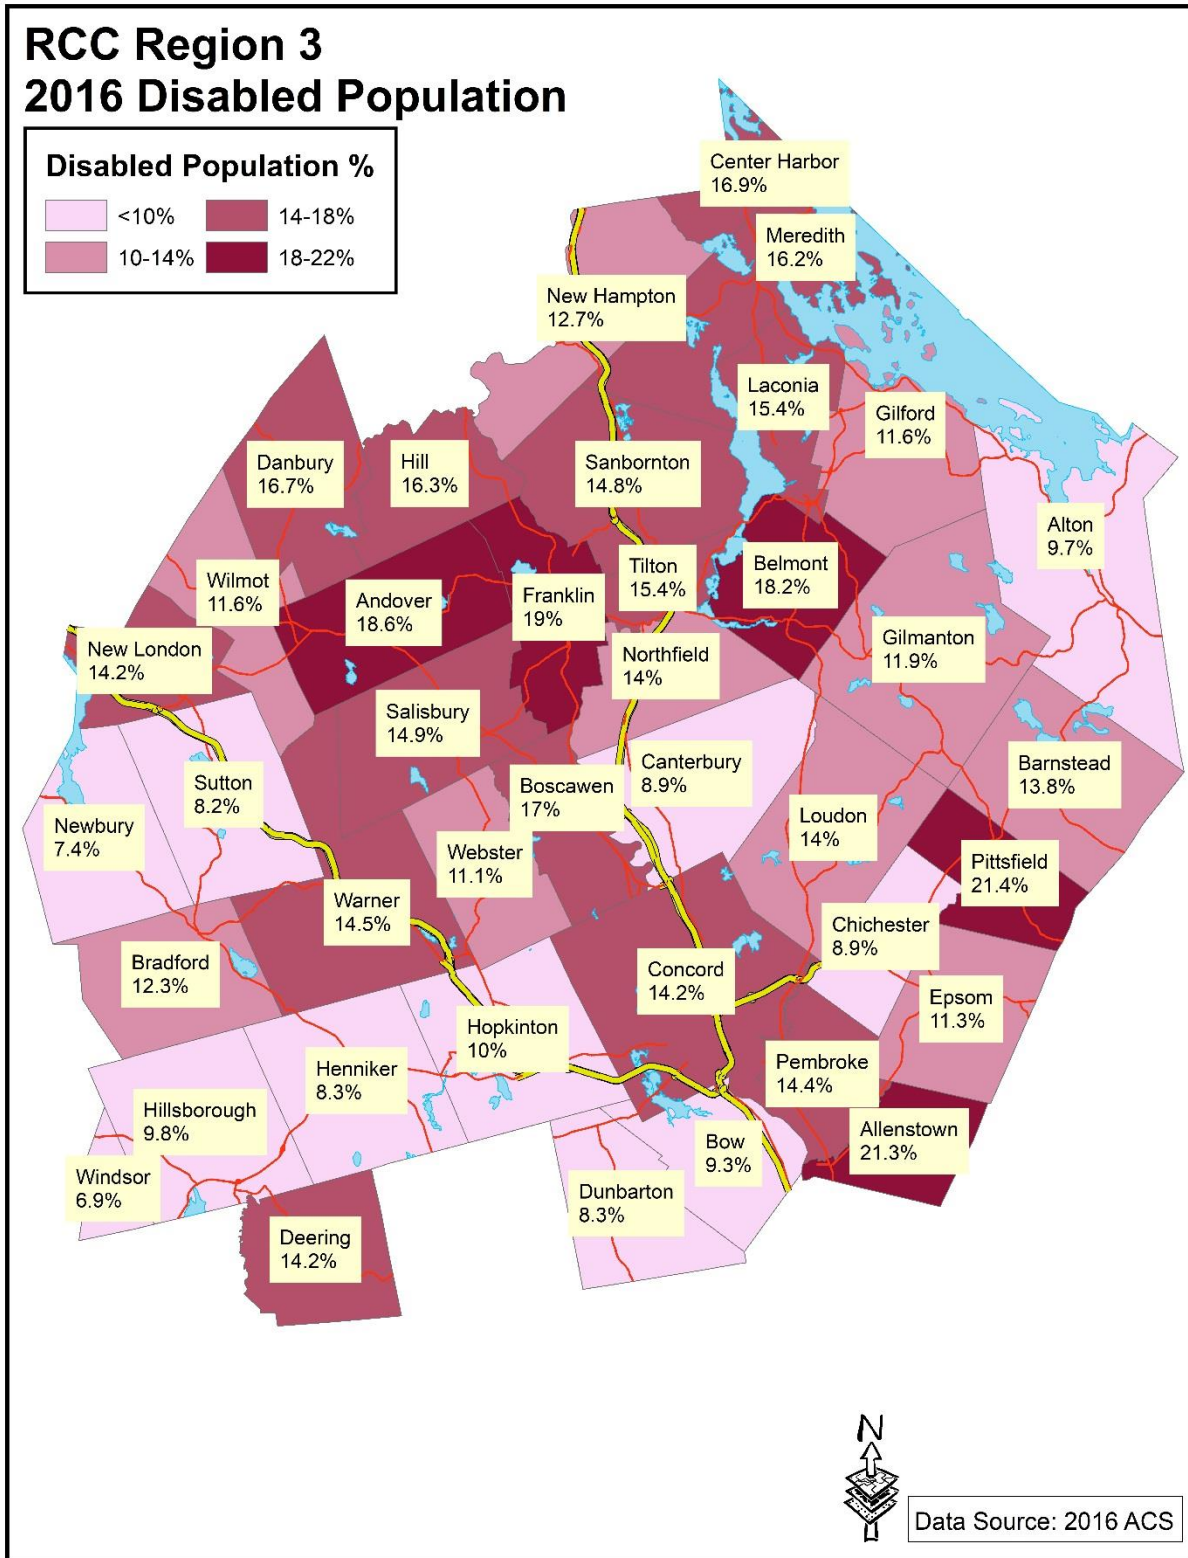 RCC Region 3
2016 Disabled Population
Disabled Population %
<10%
14-18%
10-14%
18-22%
Center Harbor
16.9%
Meredith
16.2%
New Hampton
12.7%
Laconia
15.4%
Gilford
11.6%
Danbury
16.7%
Hill
16.3%
Sanbornton
14.8%
Alton
9.7%
Wilmot
11.6%
Andover
18.6%
Franklin
19%
Tilton
15.4%
Belmont
18.2%
New London
14.2%
Northfield
14%
Gilmanton
11.9%
Salisbury
14.9%
Sutton
8.2%
Boscawen
17%
Canterbury
8.9%
Barnstead
13.8%
Newbury
7.4%
Webster
11.1%
Loudon
14%
Pittsfield
21.4%
Warner
14.5%
Chichester
8.9%
Bradford
12.3%
Concord
14.2%
Epsom
11.3%
Hopkinton
10%
Henniker
8.3%
Pembroke
14.4%
Hillsborough
9.8%
Allenstown
21.3%
Bow
9.3%
Windsor
6.9%
Dunbarton
8.3%
Deering
14.2%
N
Data Source: 2016 ACS